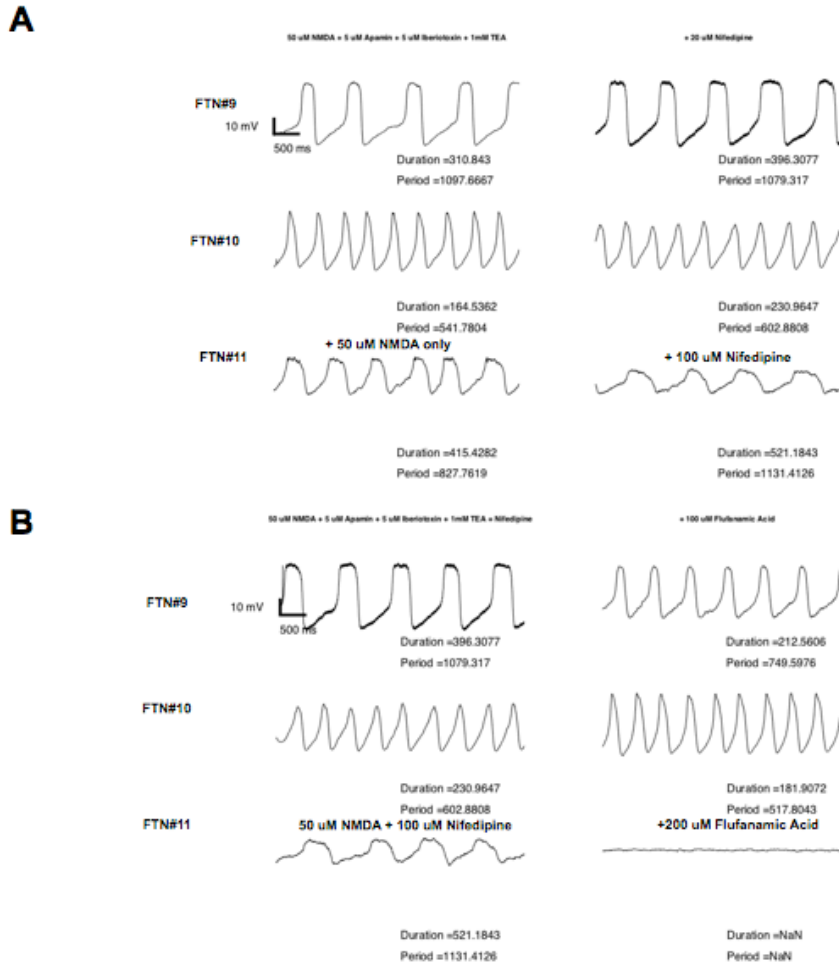 A
50 uM NMDA + 5 uM Apamin + 5 uM Iberiotoxin + 1mM TEA
+ 20 uM Nifedipine
FTN#9
10 mV
500 ms
Duration =310.843
Period =1097.6667
Duration =396.3077
Period =1079.317
FTN#10
Duration =164.5362
Period =541.7804
Duration =230.9647
Period =602.8808
FTN#11
+ 50 uM NMDA only
+ 100 uM Nifedipine
Duration =415.4282
Period =827.7619
Duration =521.1843
Period =1131.4126
B
50 uM NMDA + 5 uM Apamin + 5 uM Iberiotoxin + 1mM TEA + Nifedipine
+ 100 uM Flufanamic Acid
FTN#9
10 mV
500 ms
Duration =396.3077
Period =1079.317
Duration =212.5606
Period =749.5976
FTN#10
Duration =230.9647
Period =602.8808
Duration =181.9072
Period =517.8043
FTN#11
50 uM NMDA + 100 uM Nifedipine
+200 uM Flufanamic Acid
Duration =521.1843
Period =1131.4126
Duration =NaN
Period =NaN